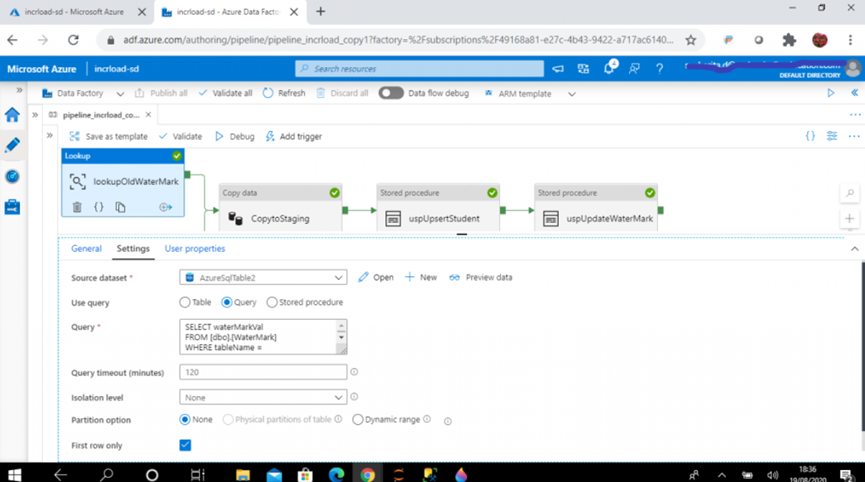 incrload-sd - Microsoft Azure
incrload-sd - Azure Data Factor
adf.azure.com/authoring/pipeline/pipeline_incrload_copy1?factory=%2Fsubscriptions%2F49168a81-e27c-4b43-9422-a717ac6140...
Microsoft Azure
incrload-sd
Search resources
4
DEFAULT DIRECTORY
Data Factory
Publish all
Validate all
Refresh
Discard all
Data flow debug
ARM template
pipeline_incrload_co...
Save as template
Validate
Debug
Add trigger
Lookup
lookupOldWaterMark
Copy data
CopytoStaging
Stored procedure
uspUpsertStudent
Stored procedure
uspUpdateWaterMark
General
Settings
User properties
Source dataset *
AzureSqlTable2
Open
New
Preview data
Use query
Table
Query
Stored procedure
Query *
SELECT waterMarkVal
FROM [dbo].[WaterMark]
WHERE tableName =
Query timeout (minutes)
120
Isolation level
None
Partition option
None
Physical partitions of table
Dynamic range
First row only
18:36
19/08/2020
2